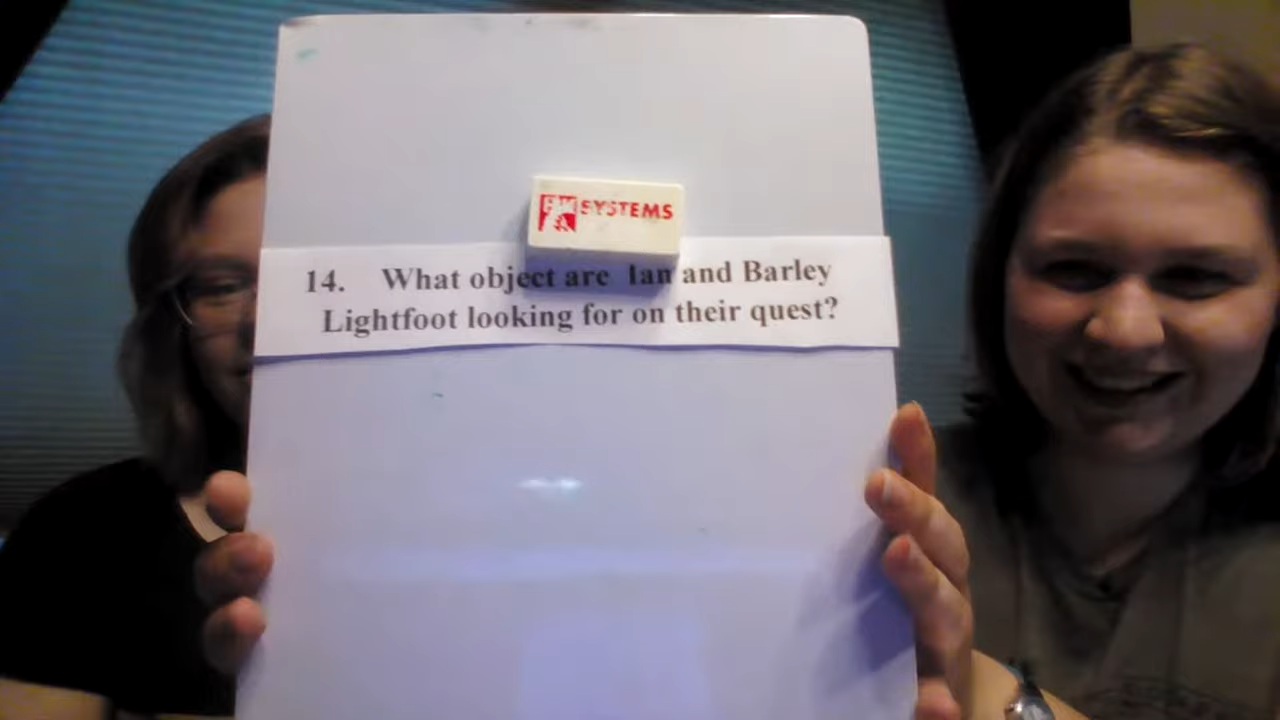 SYSTEMS
14. What object are Ian and Barley
Lightfoot looking for on their quest?